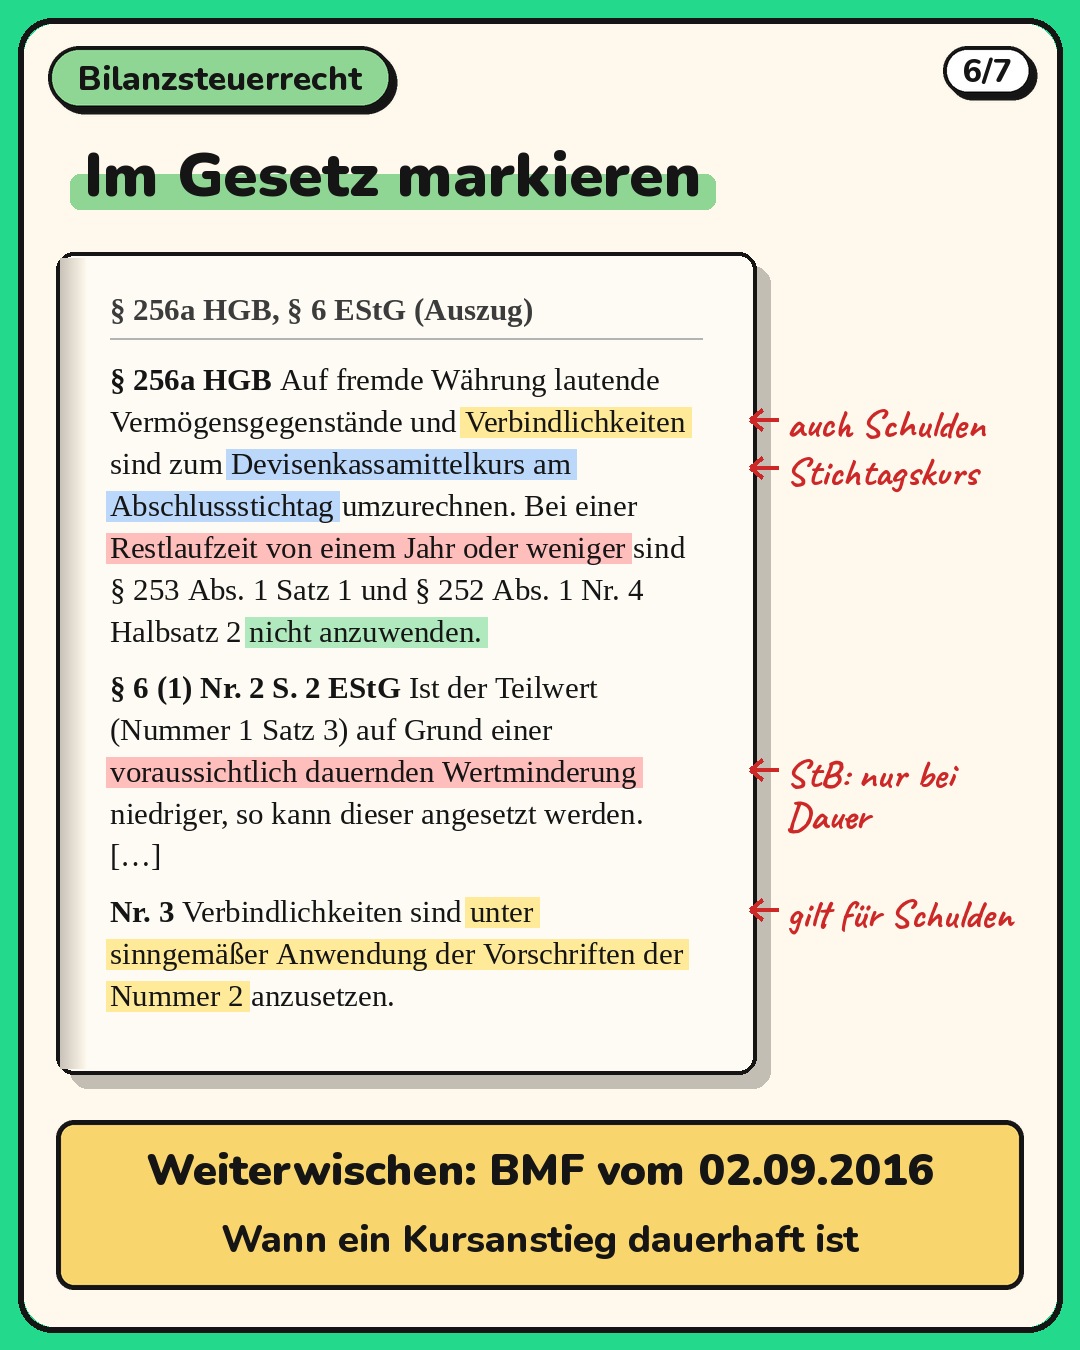 Bilanzsteuerrecht
6/7
Im Gesetz markieren
§ 256a HGB, § 6 EStG (Auszug)
§ 256a HGB Auf fremde Währung lautende
Vermögensgegenstände und Verbindlichkeiten
sind zum Devisenkassamittelkurs am
Abschlussstichtag umzurechnen. Bei einer
Restlaufzeit von einem Jahr oder weniger sind
§ 253 Abs. 1 Satz 1 und § 252 Abs. 1 Nr. 4
Halbsatz 2 nicht anzuwenden.
auch Schulden
Stichtagskurs
§ 6 (1) Nr. 2 S. 2 EStG Ist der Teilwert
(Nummer 1 Satz 3) auf Grund einer
voraussichtlich dauernden Wertminderung
niedriger, so kann dieser angesetzt werden.
[…]
StB: nur bei
Dauer
Nr. 3 Verbindlichkeiten sind unter
sinngemäßer Anwendung der Vorschriften der
Nummer 2 anzusetzen.
gilt für Schulden
Weiterwischen: BMF vom 02.09.2016
Wann ein Kursanstieg dauerhaft ist